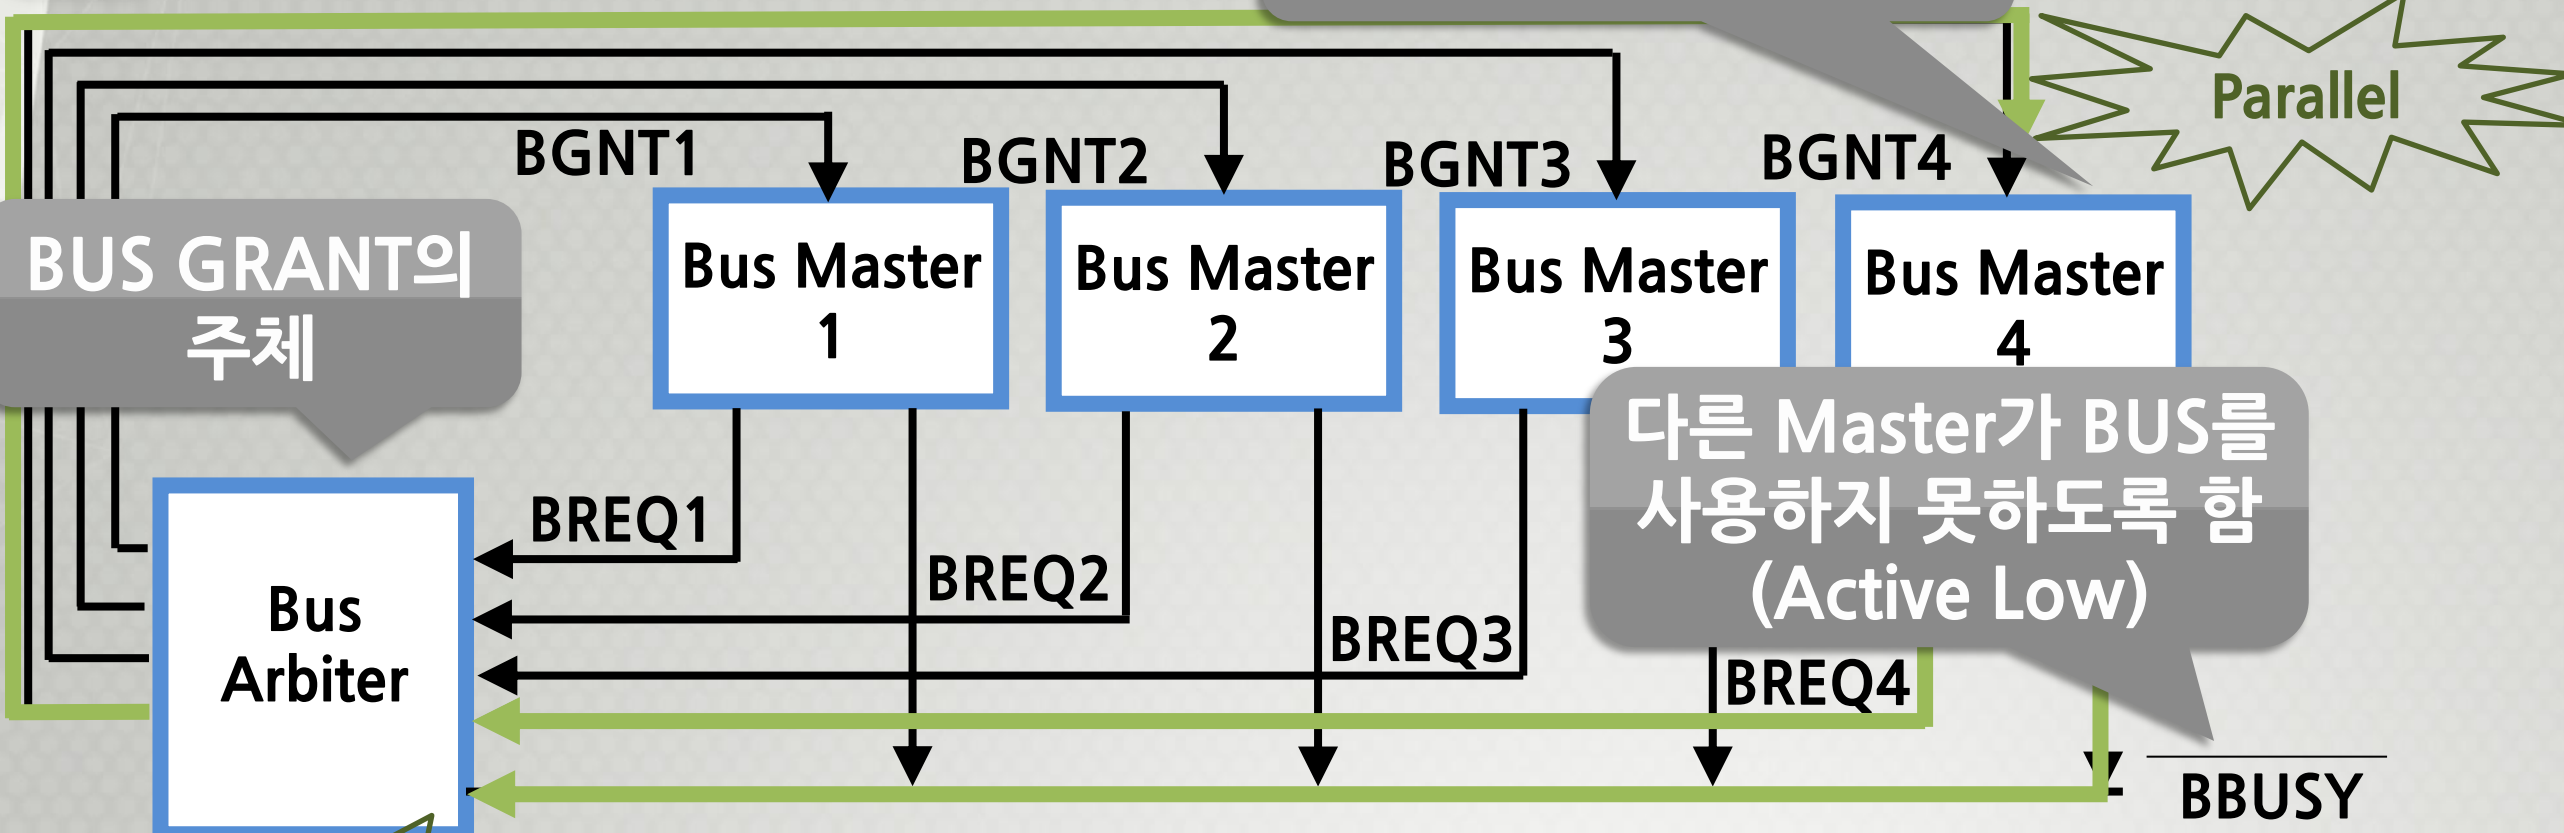 Parallel
BGNT1
BGNT2
BGNT3
BGNT4
BUS GRANT의
주체
Bus Master
1
Bus Master
2
Bus Master
3
Bus Master
4
다른 Master가 BUS를
사용하지 못하도록 함
(Active Low)
BREQ1
BREQ2
BREQ3
BREQ4
Bus
Arbiter
BBUSY